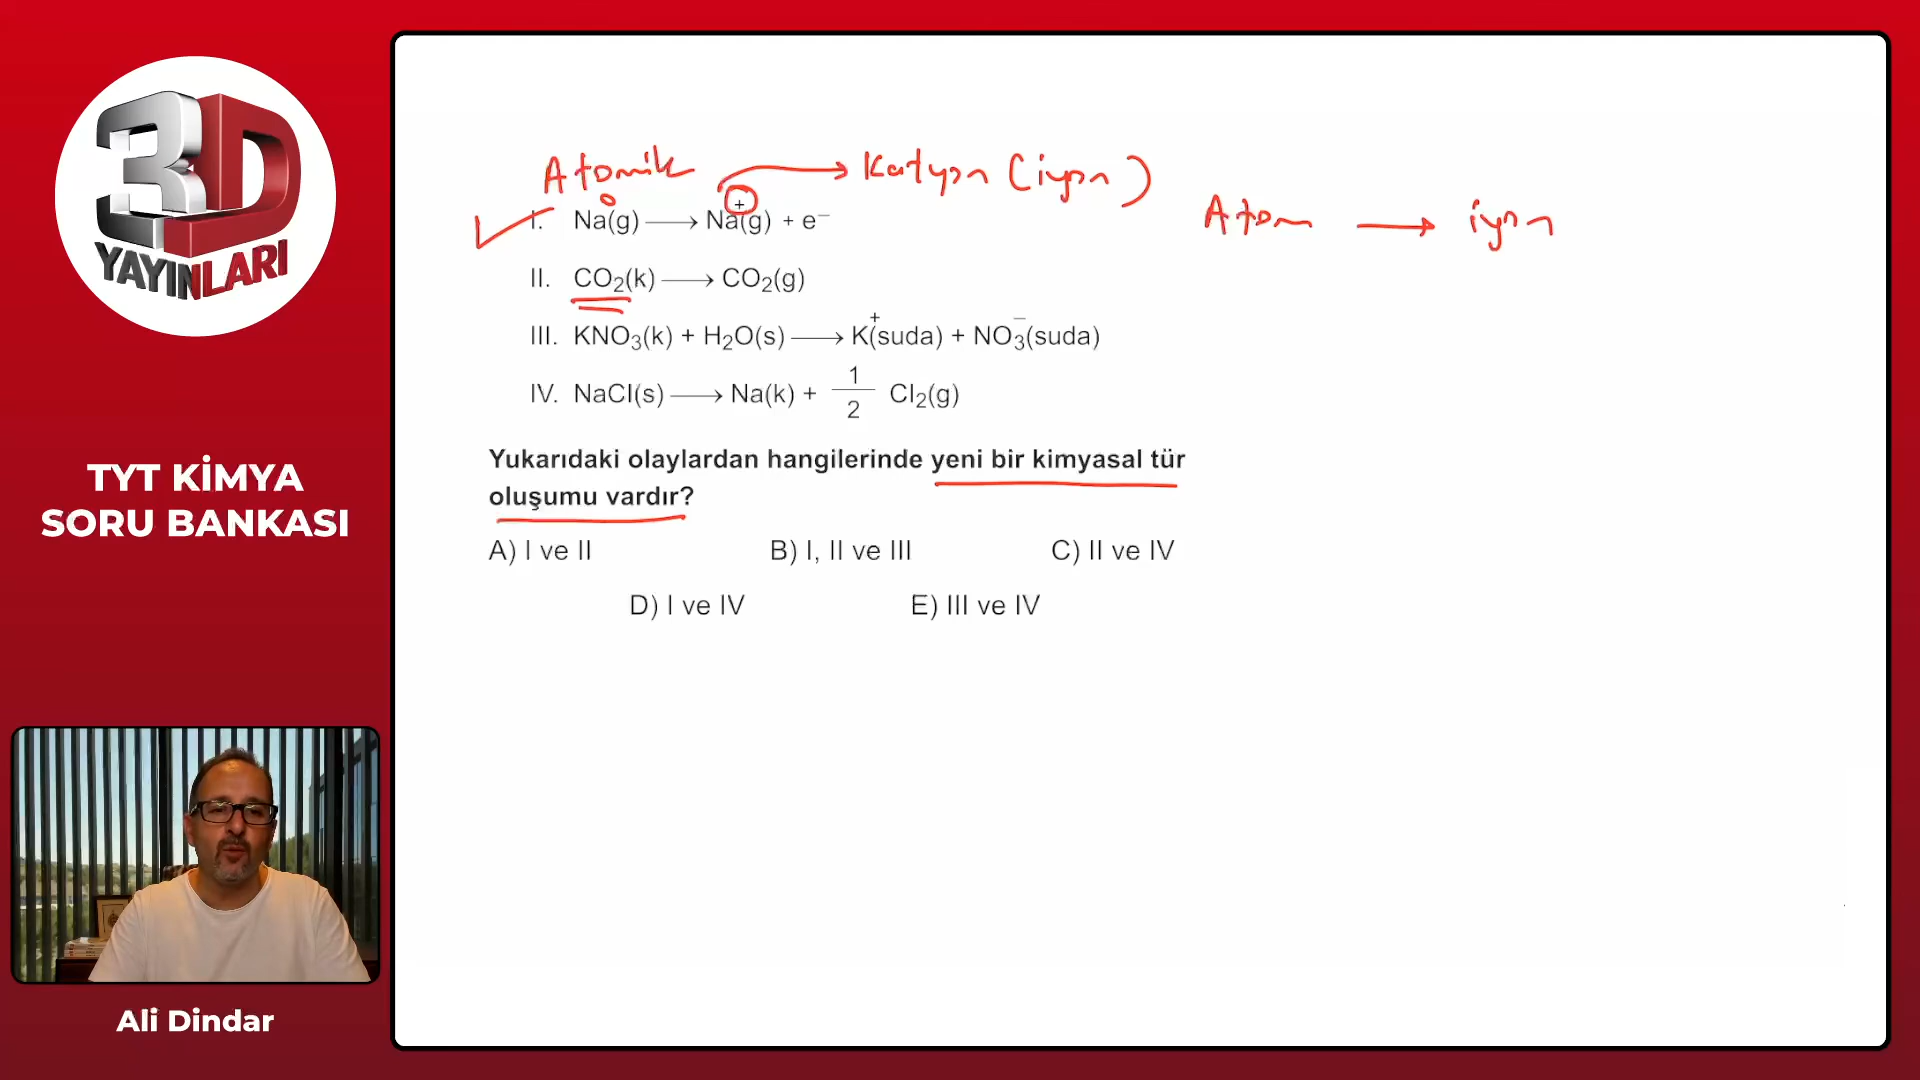 3D
YAYINLARI
TYT KİMYA
SORU BANKASI
Ali Dindar
Atomik
Katyon (iyon)
Atom → iyon
0
I. Na(g) ⟶ Na⁺(g) + e⁻
II. CO₂(k) ⟶ CO₂(g)
III. KNO₃(k) + H₂O(s) ⟶ K⁺(suda) + NO₃⁻(suda)
IV. NaCl(s) ⟶ Na(k) + 1/2 Cl₂(g)
Yukarıdaki olaylardan hangilerinde yeni bir kimyasal tür
oluşumu vardır?
A) I ve II B) I, II ve III C) II ve IV
D) I ve IV E) III ve IV